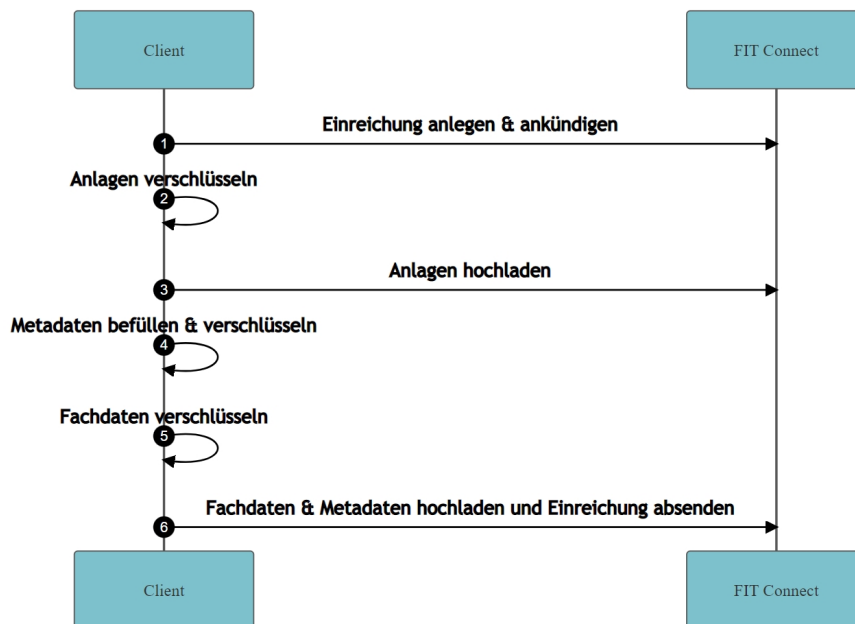 Client
FIT Connect
Einreichung anlegen & ankündigen
1
Anlagen verschlüsseln
2
Anlagen hochladen
3
Metadaten befüllen & verschlüsseln
4
Fachdaten verschlüsseln
5
Fachdaten & Metadaten hochladen und Einreichung absenden
6
Client
FIT Connect